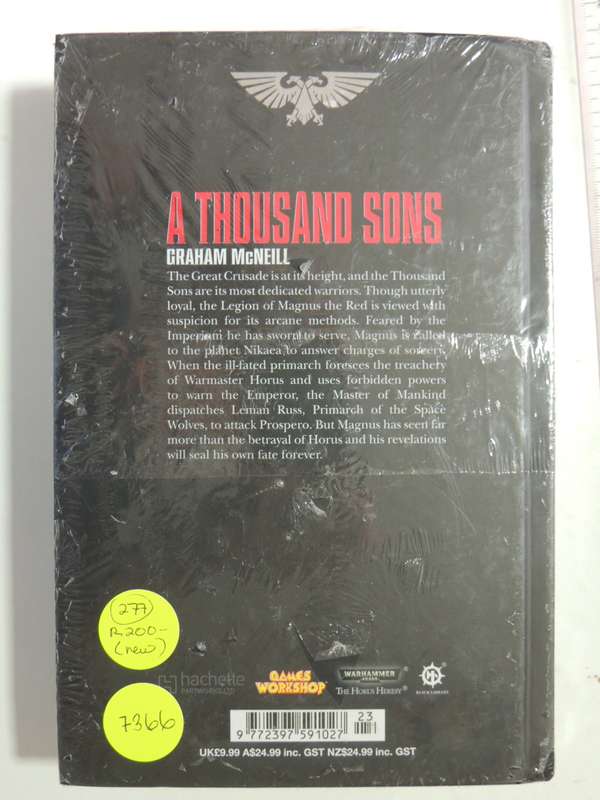 A THOUSAND SONS
GRAHAM McNEILL
The Great Crusade is at its height, and the Thousand
Sons are its most dedicated warriors. Though utterly
loyal, the Legion of Magnus the Red is viewed with
suspicion for its arcane methods. Feared by the
Imperium he has sworn to serve, Magnus is called
to the planet Nikaea to answer charges of sorcery.
When the ill-fated primarch foresees the treachery
of Warmaster Horus and uses forbidden powers
to warn the Emperor, the Master of Mankind
dispatches Leman Russ, Primarch of the Space
Wolves, to attack Prospero. But Magnus has seen far
more than the betrayal of Horus and his revelations
will seal his own fate forever.
277
R200-
(new)
7366
hachette
PARTWORKS LTD
GAMES
WORKSHOP
WARHAMMER
40,000
THE HORUS HERESY
BLACK LIBRARY
23
9 772397 591027
UK£9.99 A$24.99 inc. GST NZ$24.99 inc. GST